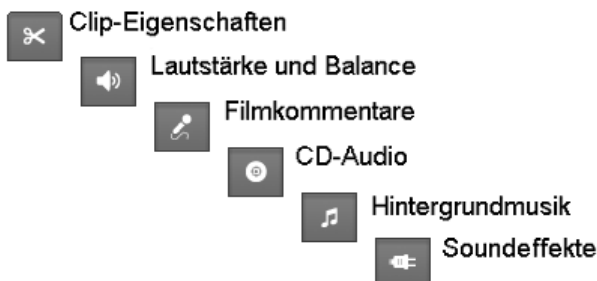 Clip-Eigenschaften
Lautstärke und Balance
Filmkommentare
CD-Audio
Hintergrundmusik
Soundeffekte